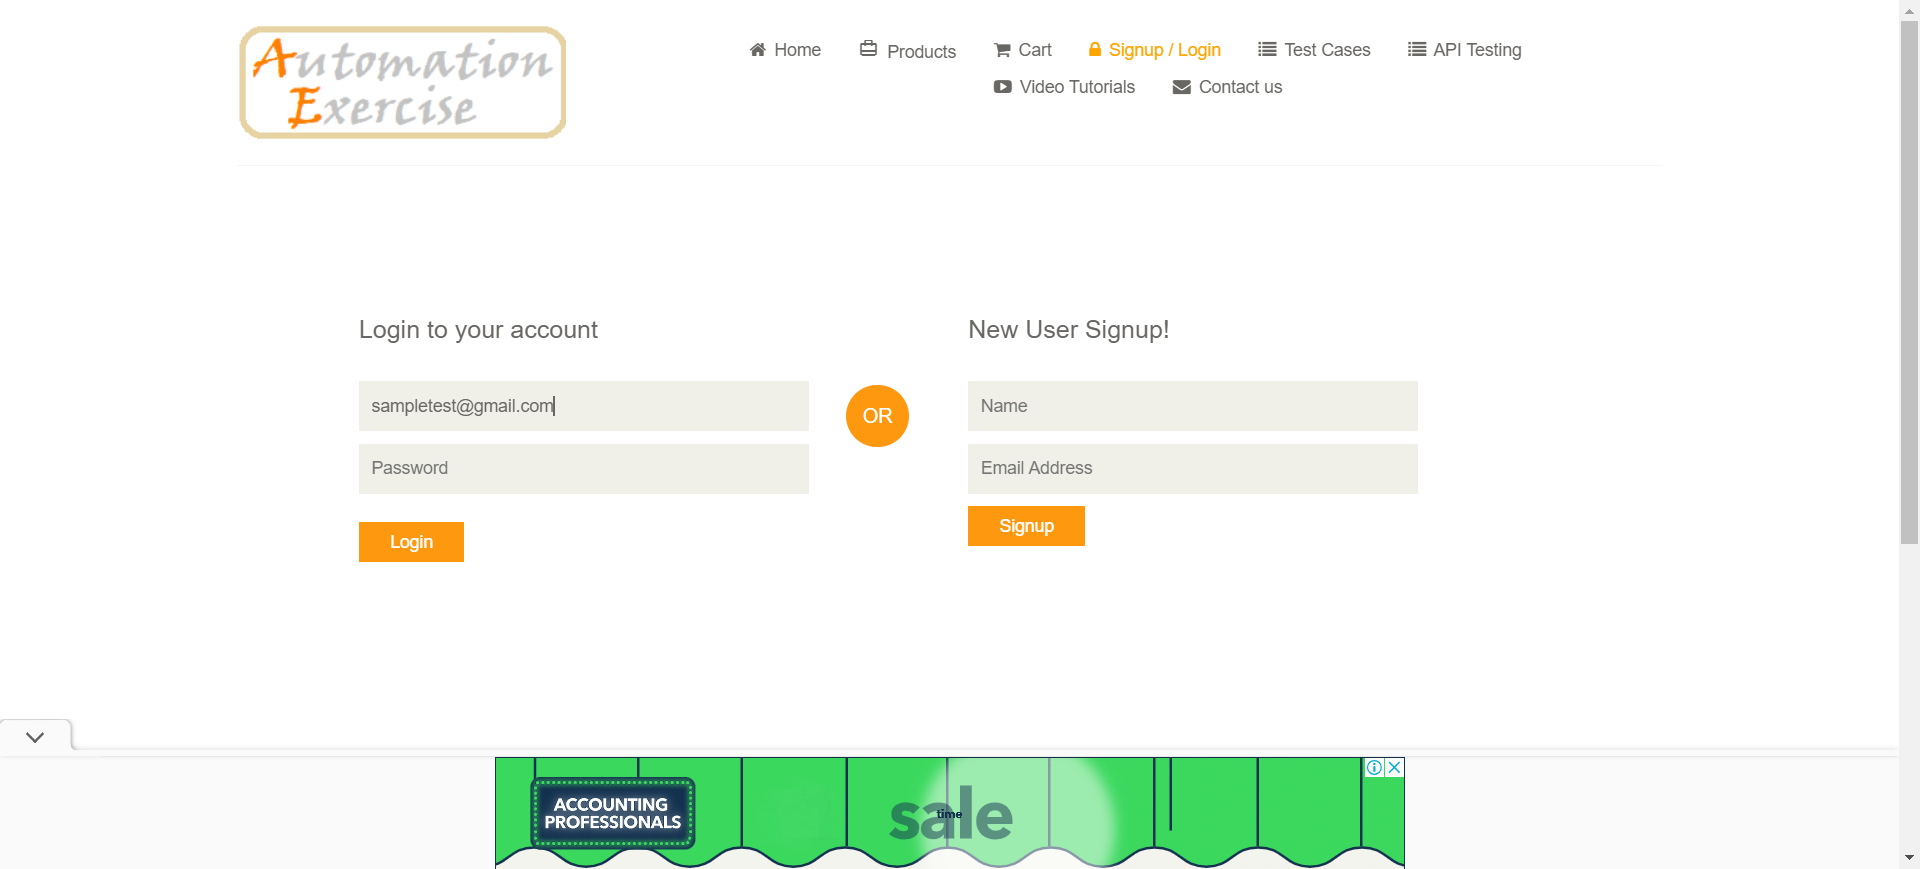 Automation
Exercise
Home
Products
Cart
Signup / Login
Test Cases
API Testing
Video Tutorials
Contact us
Login to your account
New User Signup!
sampletest@gmail.com
OR
Name
Password
Email Address
Signup
Login
ACCOUNTING
PROFESSIONALS
time
sale